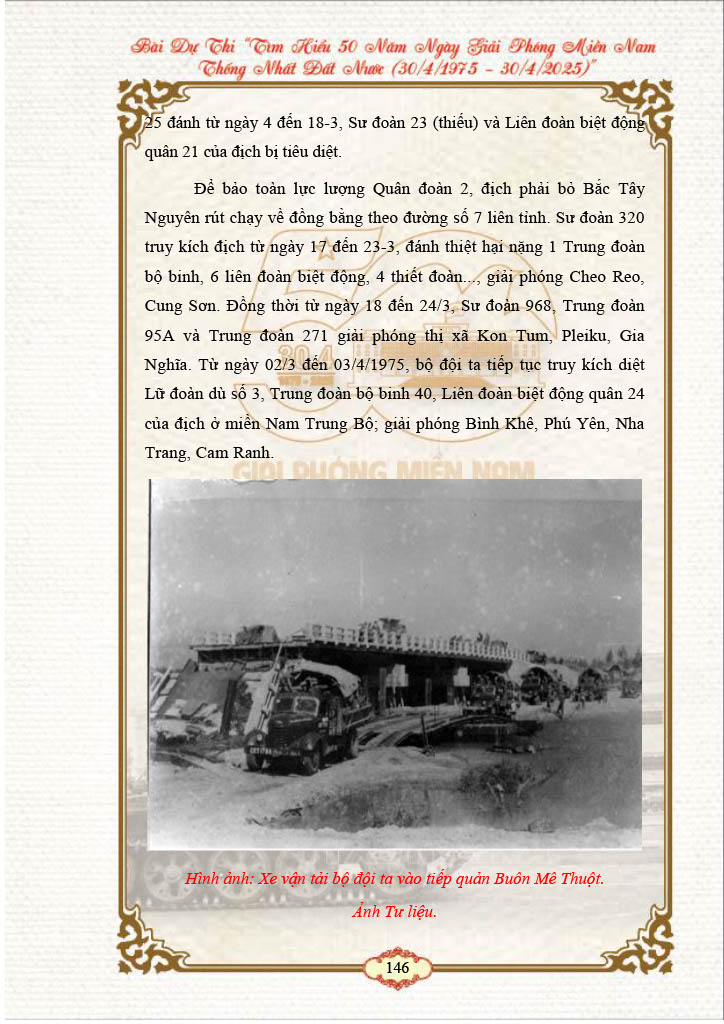 Bài Dự Thi “Tìm Hiểu 50 Năm Ngày Giải Phóng Miền Nam
Thống Nhất Đất Nước (30/4/1975 – 30/4/2025)”
25 đánh từ ngày 4 đến 18-3, Sư đoàn 23 (thiếu) và Liên đoàn biệt động
quân 21 của địch bị tiêu diệt.
Để bảo toàn lực lượng Quân đoàn 2, địch phải bỏ Bắc Tây
Nguyên rút chạy về đồng bằng theo đường số 7 liên tỉnh. Sư đoàn 320
truy kích địch từ ngày 17 đến 23-3, đánh thiệt hại nặng 1 Trung đoàn
bộ binh, 6 liên đoàn biệt động, 4 thiết đoàn..., giải phóng Cheo Reo,
Cung Sơn. Đồng thời từ ngày 18 đến 24/3, Sư đoàn 968, Trung đoàn
95A và Trung đoàn 271 giải phóng thị xã Kon Tum, Pleiku, Gia
Nghĩa. Từ ngày 02/3 đến 03/4/1975, bộ đội ta tiếp tục truy kích diệt
Lữ đoàn dù số 3, Trung đoàn bộ binh 40, Liên đoàn biệt động quân 24
của địch ở miền Nam Trung Bộ; giải phóng Bình Khê, Phú Yên, Nha
Trang, Cam Ranh.
50
30-4
GIẢI PHÓNG MIỀN NAM
Hình ảnh: Xe vận tải bộ đội ta vào tiếp quản Buôn Mê Thuột.
Ảnh Tư liệu.
146